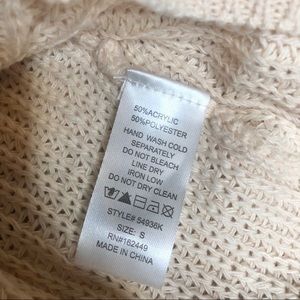 50%ACRYLIC
50%POLYESTER
HAND WASH COLD
SEPARATELY
DO NOT BLEACH
LINE DRY
IRON LOW
DO NOT DRY CLEAN
STYLE# 54936K
SIZE: S
RN#162449
MADE IN CHINA